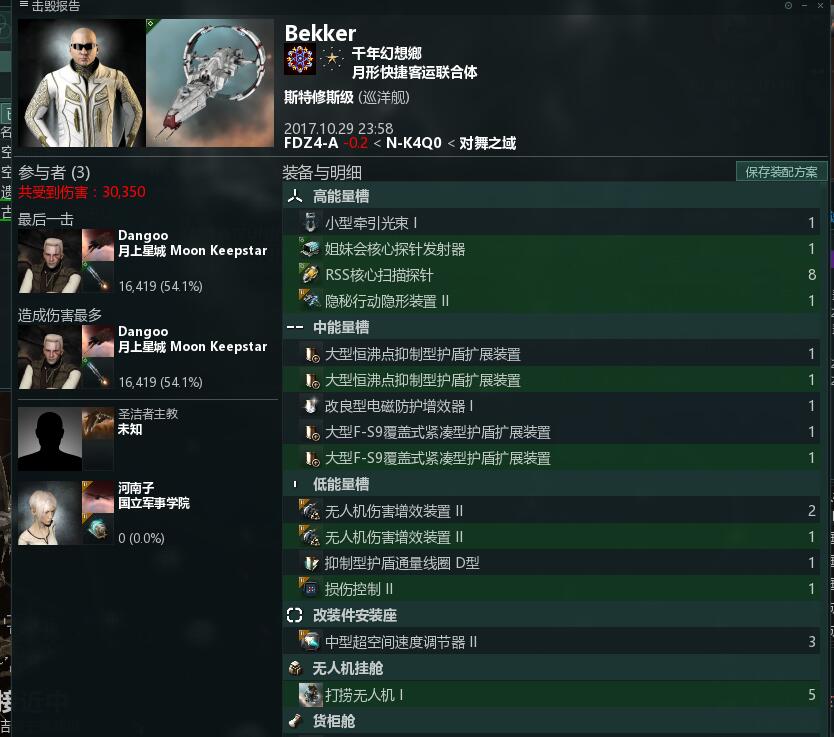 击毁报告
Bekker
千年幻想鄉
月形快捷客运联合体
斯特修斯级 (巡洋舰)
2017.10.29 23:58
FDZ4-A -0.2 < N-K4Q0 < 对舞之域
参与者 (3)
共受到伤害：30,350
最后一击
Dangoo
月上星城 Moon Keepstar
16,419 (54.1%)
造成伤害最多
Dangoo
月上星城 Moon Keepstar
16,419 (54.1%)
圣洁者主教
未知
河南子
国立军事学院
0 (0.0%)
装备与明细
保存装配方案
高能量槽
小型牵引光束 I 1
姐妹会核心探针发射器 1
RSS核心扫描探针 8
隐秘行动隐形装置 II 1
中能量槽
大型恒沸点抑制型护盾扩展装置 1
大型恒沸点抑制型护盾扩展装置 1
改良型电磁防护增效器 I 1
大型F-S9覆盖式紧凑型护盾扩展装置 1
大型F-S9覆盖式紧凑型护盾扩展装置 1
低能量槽
无人机伤害增效装置 II 2
无人机伤害增效装置 II 1
抑制型护盾通量线圈 D型 1
损伤控制 II 1
改装件安装座
中型超空间速度调节器 II 3
无人机挂舱
打捞无人机 I 5
货柜舱
接近中